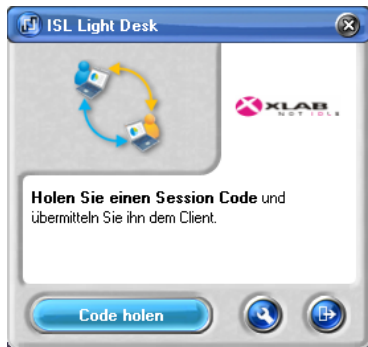 ISL Light Desk
XLAB
NOT IDLE
Holen Sie einen Session Code und
übermitteln Sie ihn dem Client.
Code holen